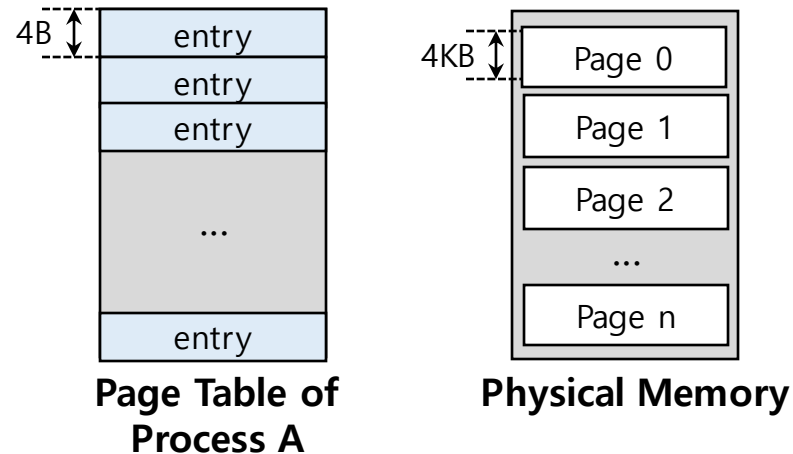 4B
entry
entry
entry
...
entry
Page Table of
Process A
4KB
Page 0
Page 1
Page 2
...
Page n
Physical Memory